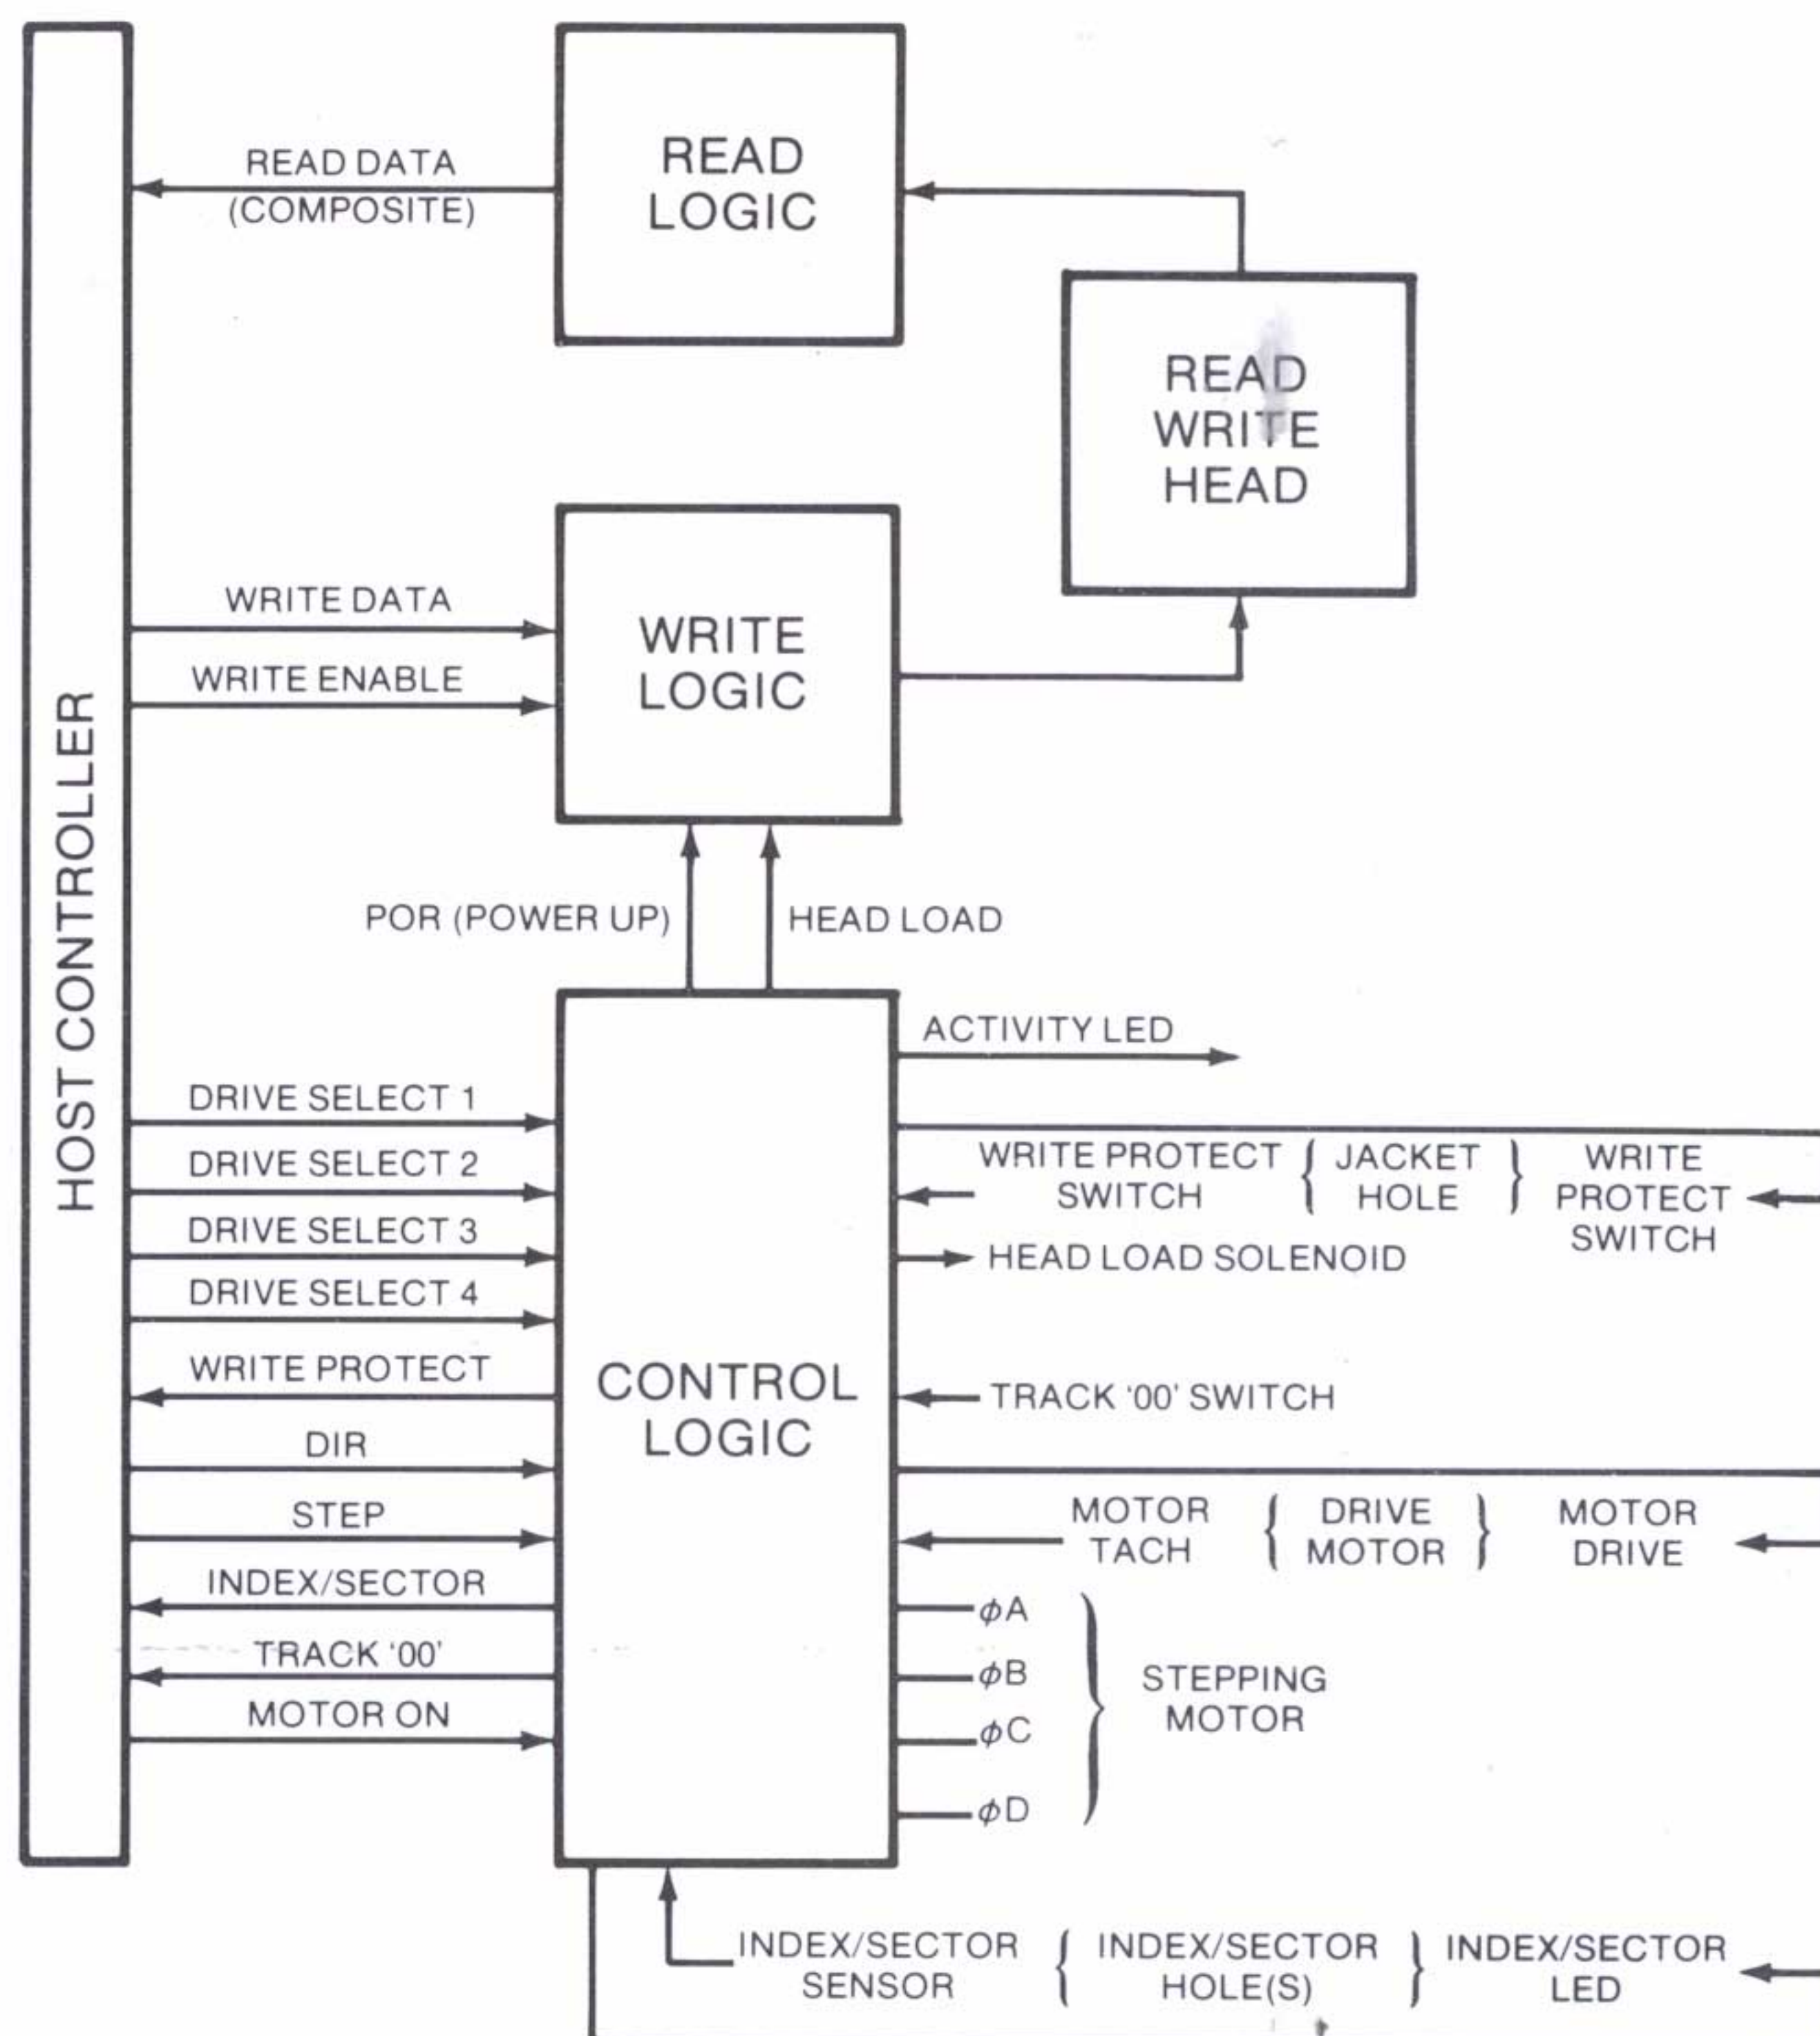 READ DATA
(COMPOSITE)
READ
LOGIC
READ
WRITE
HEAD
WRITE DATA
WRITE ENABLE
WRITE
LOGIC
HOST CONTROLLER
POR (POWER UP)
HEAD LOAD
DRIVE SELECT 1
DRIVE SELECT 2
DRIVE SELECT 3
DRIVE SELECT 4
WRITE PROTECT
DIR
STEP
INDEX/SECTOR
TRACK '00'
MOTOR ON
CONTROL
LOGIC
ACTIVITY LED
WRITE PROTECT
SWITCH
{ JACKET
HOLE }
WRITE
PROTECT
SWITCH
HEAD LOAD SOLENOID
TRACK '00' SWITCH
MOTOR
TACH
{ DRIVE
MOTOR }
MOTOR
DRIVE
φA
φB
φC
φD
} STEPPING
MOTOR
INDEX/SECTOR
SENSOR
{ INDEX/SECTOR
HOLE(S) }
INDEX/SECTOR
LED